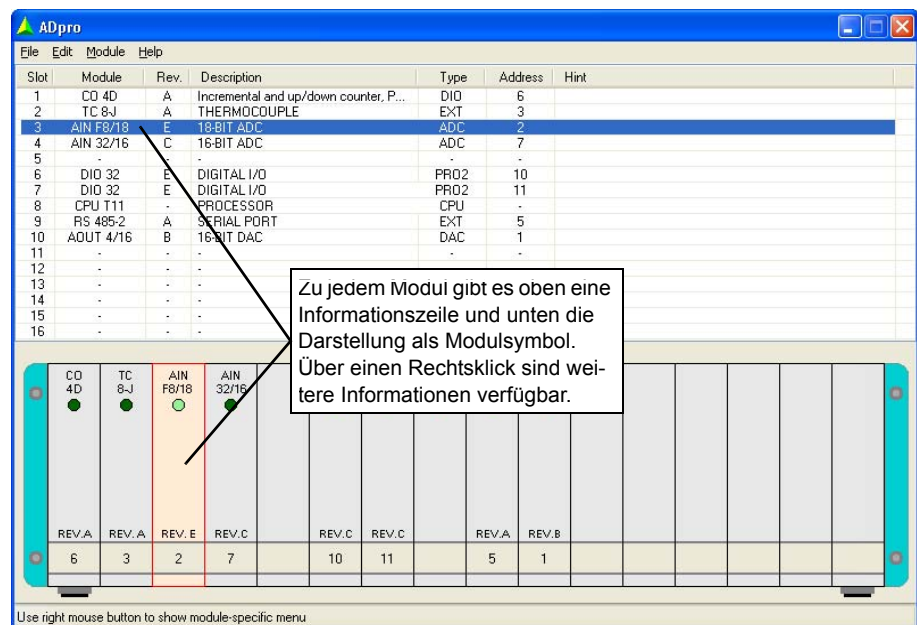 ADpro
File Edit Module Help
Slot Module Rev. Description Type Address Hint
1 CO 4D A Incremental and up/down counter, P... DIO 6
2 TC 8-J A THERMOCOUPLE EXT 3
3 AIN F8/18 E 18-BIT ADC ADC 2
4 AIN 32/16 C 16-BIT ADC ADC 7
5 - - - - -
6 DIO 32 E DIGITAL I/O PRO2 10
7 DIO 32 E DIGITAL I/O PRO2 11
8 CPU T11 - PROCESSOR CPU -
9 RS 485-2 A SERIAL PORT EXT 5
10 AOUT 4/16 B 16-BIT DAC DAC 1
11 - - - - -
12 - - -
13 - - -
14 - - -
15 - - -
16 - - -
Zu jedem Modul gibt es oben eine
Informationszeile und unten die
Darstellung als Modulsymbol.
Über einen Rechtsklick sind wei-
tere Informationen verfügbar.
CO TC AIN AIN
4D 8-J F8/18 32/16
REV.A REV.A REV.E REV.C REV.C REV.C REV.A REV.B
6 3 2 7 10 11 5 1
Use right mouse button to show module-specific menu